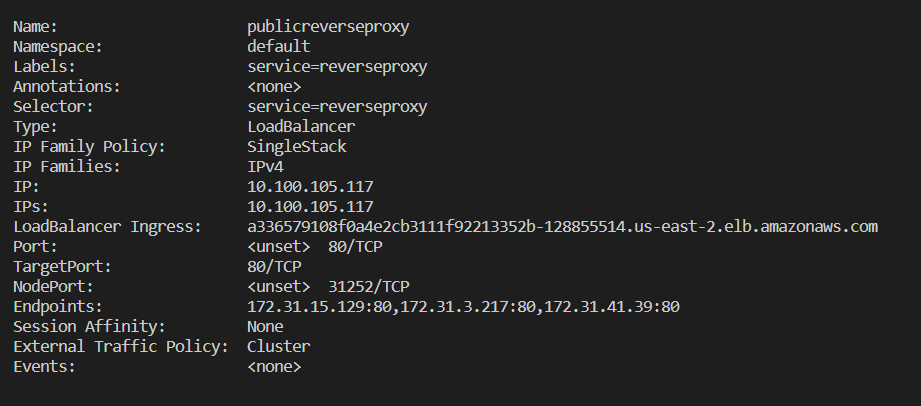 Name: publicreverseproxy
Namespace: default
Labels: service=reverseproxy
Annotations: <none>
Selector: service=reverseproxy
Type: LoadBalancer
IP Family Policy: SingleStack
IP Families: IPv4
IP: 10.100.105.117
IPs: 10.100.105.117
LoadBalancer Ingress: a336579108f0a4e2cb3111f92213352b-128855514.us-east-2.elb.amazonaws.com
Port: <unset> 80/TCP
TargetPort: 80/TCP
NodePort: <unset> 31252/TCP
Endpoints: 172.31.15.129:80,172.31.3.217:80,172.31.41.39:80
Session Affinity: None
External Traffic Policy: Cluster
Events: <none>